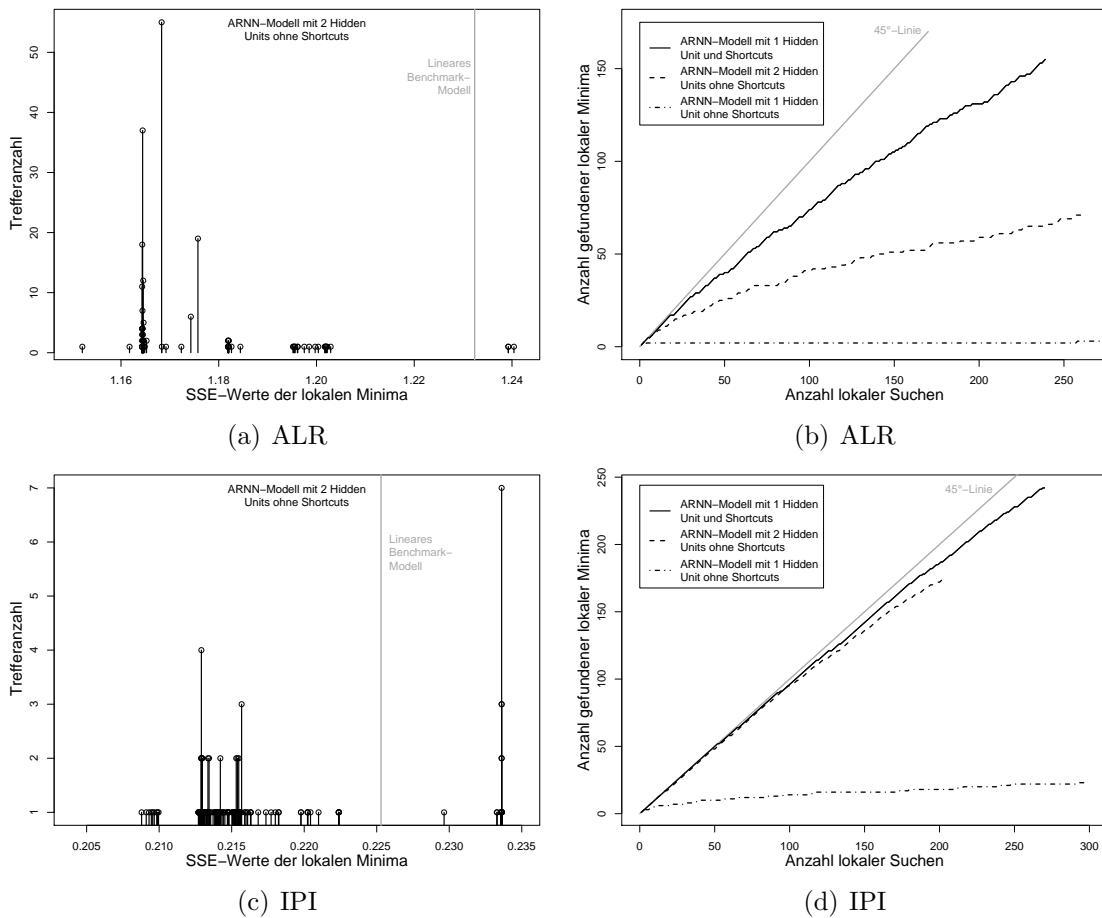 ARNN−Modell mit 2 Hidden
Units ohne Shortcuts
Lineares
Benchmark−
Modell
Trefferanzahl
0
10
20
30
40
50
1.16
1.18
1.20
1.22
1.24
SSE−Werte der lokalen Minima
(a) ALR
45°−Linie
ARNN−Modell mit 1 Hidden
Unit und Shortcuts
ARNN−Modell mit 2 Hidden
Units ohne Shortcuts
ARNN−Modell mit 1 Hidden
Unit ohne Shortcuts
Anzahl gefundener lokaler Minima
0
50
100
150
0
50
100
150
200
250
Anzahl lokaler Suchen
(b) ALR
ARNN−Modell mit 2 Hidden
Units ohne Shortcuts
Lineares
Benchmark−
Modell
Trefferanzahl
1
2
3
4
5
6
7
0.205
0.210
0.215
0.220
0.225
0.230
0.235
SSE−Werte der lokalen Minima
(c) IPI
45°−Linie
ARNN−Modell mit 1 Hidden
Unit und Shortcuts
ARNN−Modell mit 2 Hidden
Units ohne Shortcuts
ARNN−Modell mit 1 Hidden
Unit ohne Shortcuts
Anzahl gefundener lokaler Minima
0
50
100
150
200
250
0
50
100
150
200
250
300
Anzahl lokaler Suchen
(d) IPI